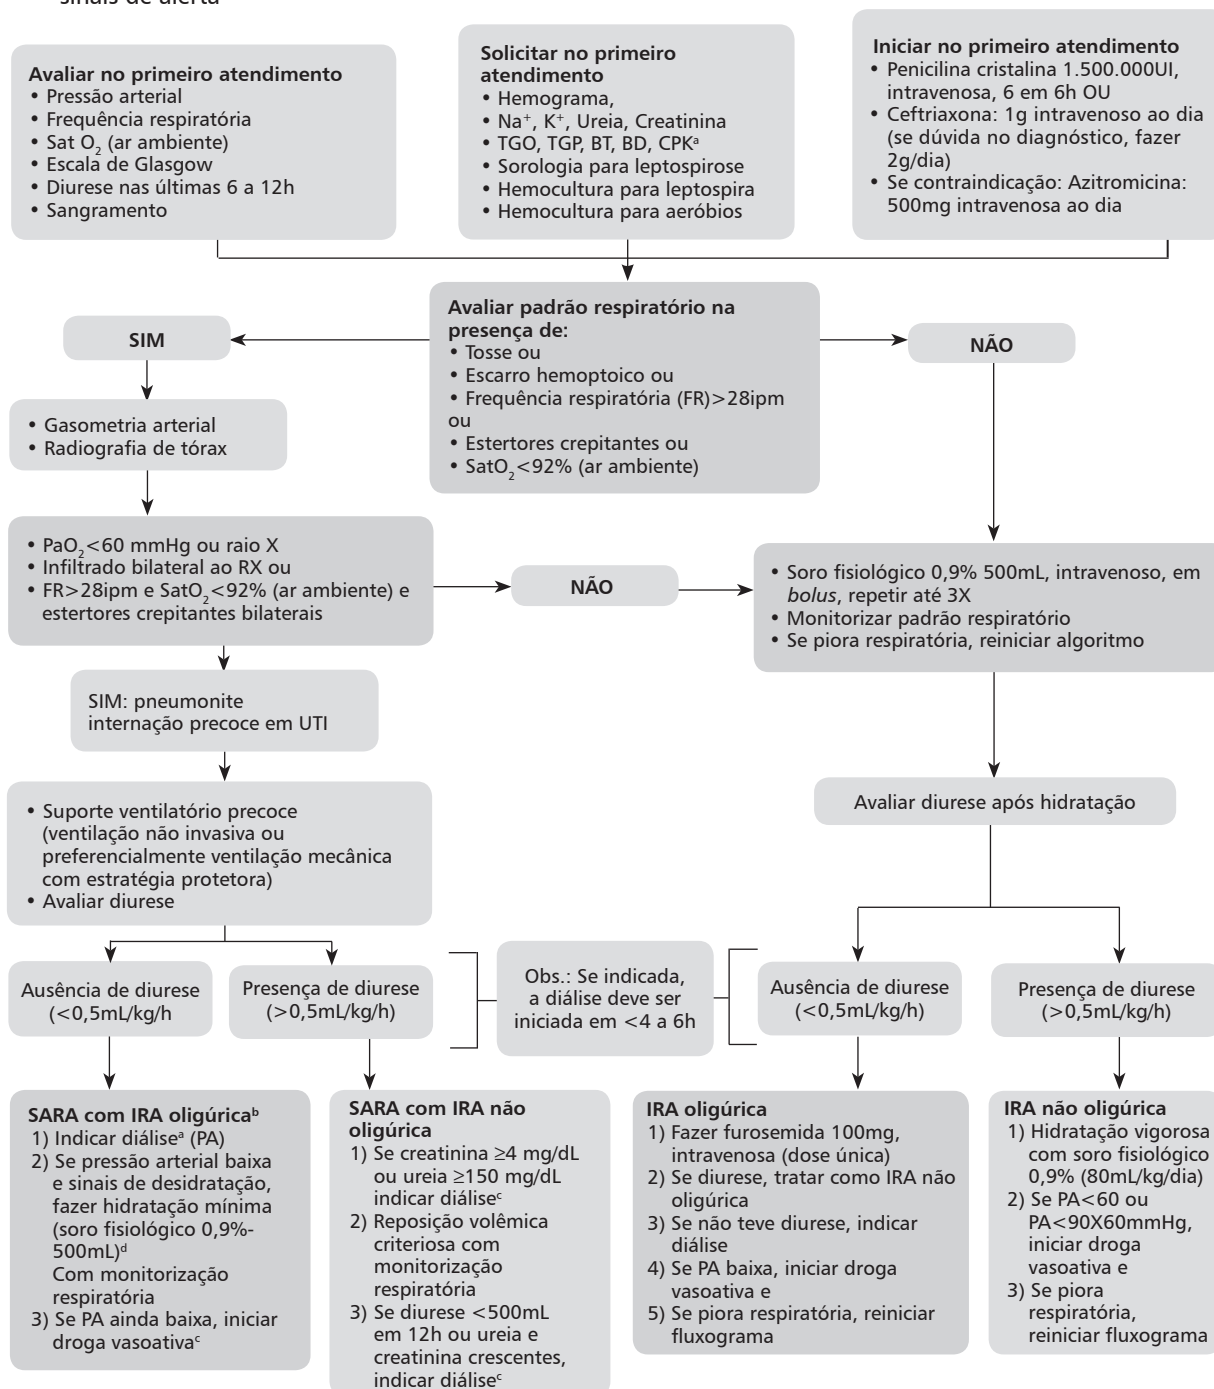 sinais de alerta
Avaliar no primeiro atendimento
• Pressão arterial
• Frequência respiratória
• Sat O₂ (ar ambiente)
• Escala de Glasgow
• Diurese nas últimas 6 a 12h
• Sangramento
Solicitar no primeiro
atendimento
• Hemograma,
• Na⁺, K⁺, Ureia, Creatinina
• TGO, TGP, BT, BD, CPKᵃ
• Sorologia para leptospirose
• Hemocultura para leptospira
• Hemocultura para aeróbios
Iniciar no primeiro atendimento
• Penicilina cristalina 1.500.000UI,
intravenosa, 6 em 6h OU
• Ceftriaxona: 1g intravenoso ao dia
(se dúvida no diagnóstico, fazer
2g/dia)
• Se contraindicação: Azitromicina:
500mg intravenosa ao dia
Avaliar padrão respiratório na
presença de:
• Tosse ou
• Escarro hemoptoico ou
• Frequência respiratória (FR)>28ipm
ou
• Estertores crepitantes ou
• SatO₂<92% (ar ambiente)
SIM
NÃO
• Gasometria arterial
• Radiografia de tórax
• PaO₂<60 mmHg ou raio X
• Infiltrado bilateral ao RX ou
• FR>28ipm e SatO₂<92% (ar ambiente) e
estertores crepitantes bilaterais
NÃO
• Soro fisiológico 0,9% 500mL, intravenoso, em
bolus, repetir até 3X
• Monitorizar padrão respiratório
• Se piora respiratória, reiniciar algoritmo
SIM: pneumonite
internação precoce em UTI
• Suporte ventilatório precoce
(ventilação não invasiva ou
preferencialmente ventilação mecânica
com estratégia protetora)
• Avaliar diurese
Avaliar diurese após hidratação
Ausência de diurese
(<0,5mL/kg/h
Presença de diurese
(>0,5mL/kg/h)
Obs.: Se indicada,
a diálise deve ser
iniciada em <4 a 6h
Ausência de diurese
(<0,5mL/kg/h)
Presença de diurese
(>0,5mL/kg/h)
SARA com IRA oligúricaᵇ
1) Indicar diáliseᵃ (PA)
2) Se pressão arterial baixa
e sinais de desidratação,
fazer hidratação mínima
(soro fisiológico 0,9%-
500mL)ᵈ
Com monitorização
respiratória
3) Se PA ainda baixa, iniciar
droga vasoativaᶜ
SARA com IRA não
oligúrica
1) Se creatinina ≥4 mg/dL
ou ureia ≥150 mg/dL
indicar diáliseᶜ
2) Reposição volêmica
criteriosa com
monitorização
respiratória
3) Se diurese <500mL
em 12h ou ureia e
creatinina crescentes,
indicar diáliseᶜ
IRA oligúrica
1) Fazer furosemida 100mg,
intravenosa (dose única)
2) Se diurese, tratar como IRA não
oligúrica
3) Se não teve diurese, indicar
diálise
4) Se PA baixa, iniciar droga
vasoativa e
5) Se piora respiratória, reiniciar
fluxograma
IRA não oligúrica
1) Hidratação vigorosa
com soro fisiológico
0,9% (80mL/kg/dia)
2) Se PA<60 ou
PA<90X60mmHg,
iniciar droga
vasoativa e
3) Se piora
respiratória,
reiniciar fluxograma